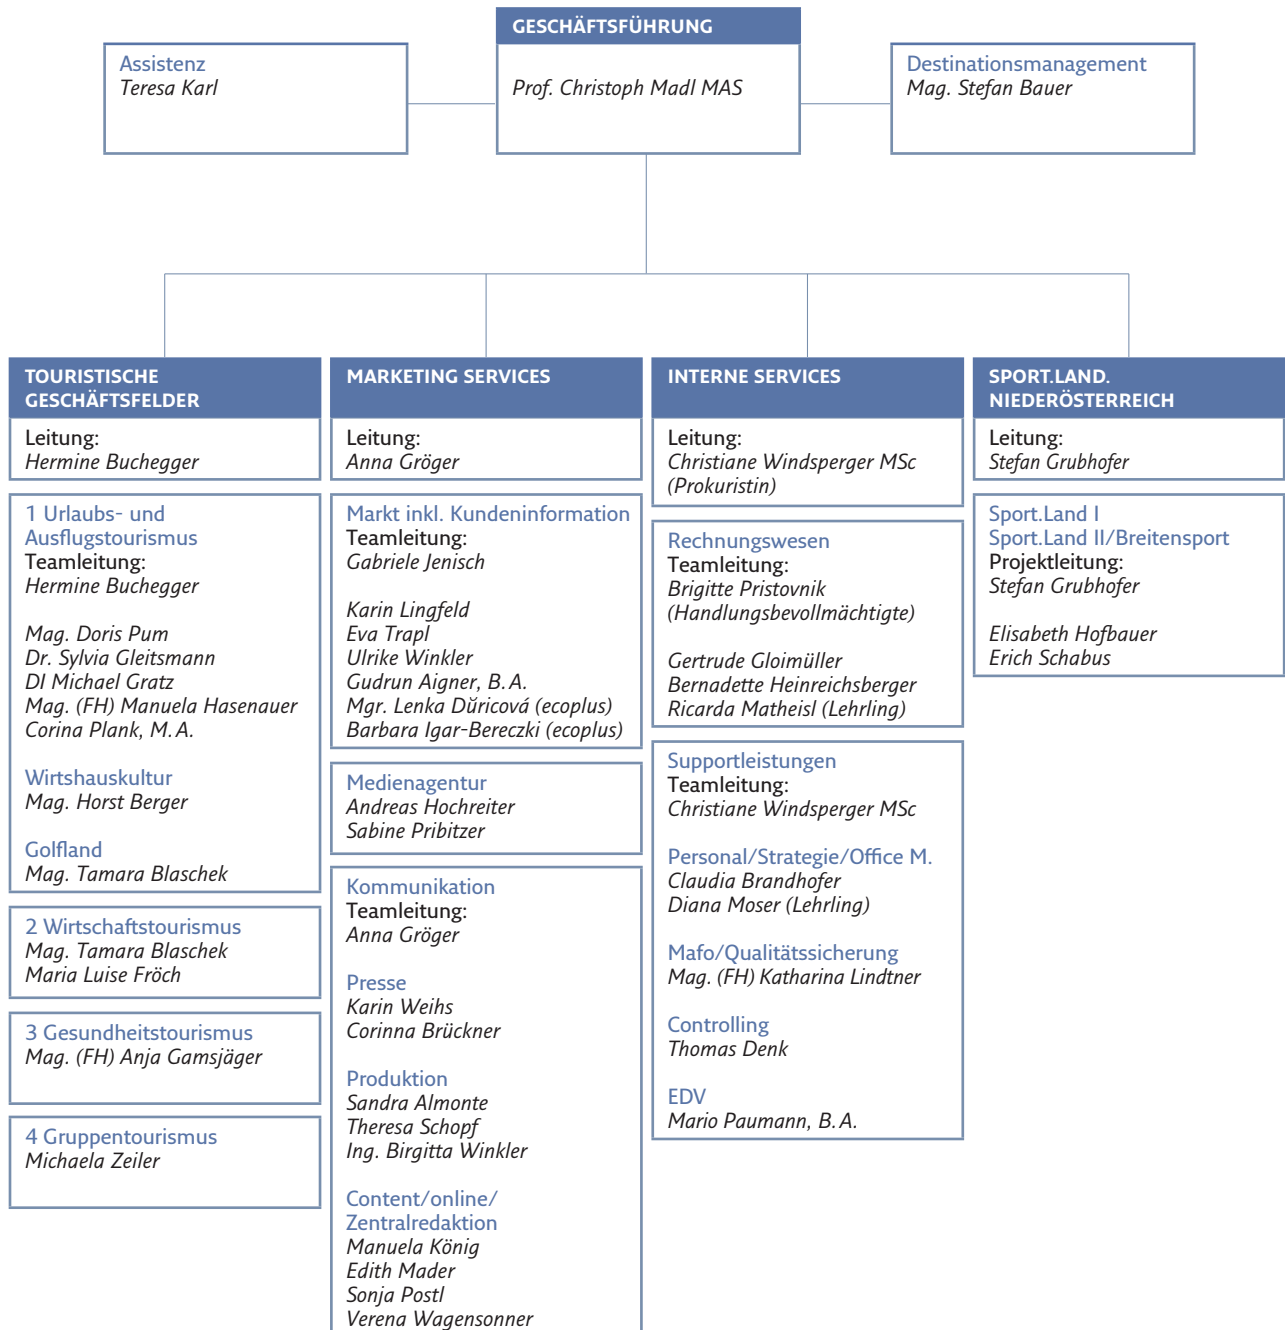 GESCHÄFTSFÜHRUNG
Prof. Christoph Madl MAS
Assistenz
Teresa Karl
Destinationsmanagement
Mag. Stefan Bauer
TOURISTISCHE
GESCHÄFTSFELDER
Leitung:
Hermine Buchegger
1 Urlaubs- und
Ausflugstourismus
Teamleitung:
Hermine Buchegger
Mag. Doris Pum
Dr. Sylvia Gleitsmann
DI Michael Gratz
Mag. (FH) Manuela Hasenauer
Corina Plank, M.A.
Wirtshauskultur
Mag. Horst Berger
Golfland
Mag. Tamara Blaschek
2 Wirtschaftstourismus
Mag. Tamara Blaschek
Maria Luise Fröch
3 Gesundheitstourismus
Mag. (FH) Anja Gamsjäger
4 Gruppentourismus
Michaela Zeiler
MARKETING SERVICES
Leitung:
Anna Gröger
Markt inkl. Kundeninformation
Teamleitung:
Gabriele Jenisch
Karin Lingfeld
Eva Trapl
Ulrike Winkler
Gudrun Aigner, B.A.
Mgr. Lenka Dŭricová (ecoplus)
Barbara Igar-Bereczki (ecoplus)
Medienagentur
Andreas Hochreiter
Sabine Pribitzer
Kommunikation
Teamleitung:
Anna Gröger
Presse
Karin Weihs
Corinna Brückner
Produktion
Sandra Almonte
Theresa Schopf
Ing. Birgitta Winkler
Content/online/
Zentralredaktion
Manuela König
Edith Mader
Sonja Postl
Verena Wagensonner
INTERNE SERVICES
Leitung:
Christiane Windsperger MSc
(Prokuristin)
Rechnungswesen
Teamleitung:
Brigitte Pristovnik
(Handlungsbevollmächtigte)
Gertrude Gloimüller
Bernadette Heinreichsberger
Ricarda Matheisl (Lehrling)
Supportleistungen
Teamleitung:
Christiane Windsperger MSc
Personal/Strategie/Office M.
Claudia Brandhofer
Diana Moser (Lehrling)
Mafo/Qualitätssicherung
Mag. (FH) Katharina Lindtner
Controlling
Thomas Denk
EDV
Mario Paumann, B.A.
SPORT.LAND.
NIEDERÖSTERREICH
Leitung:
Stefan Grubhofer
Sport.Land I
Sport.Land II/Breitensport
Projektleitung:
Stefan Grubhofer
Elisabeth Hofbauer
Erich Schabus